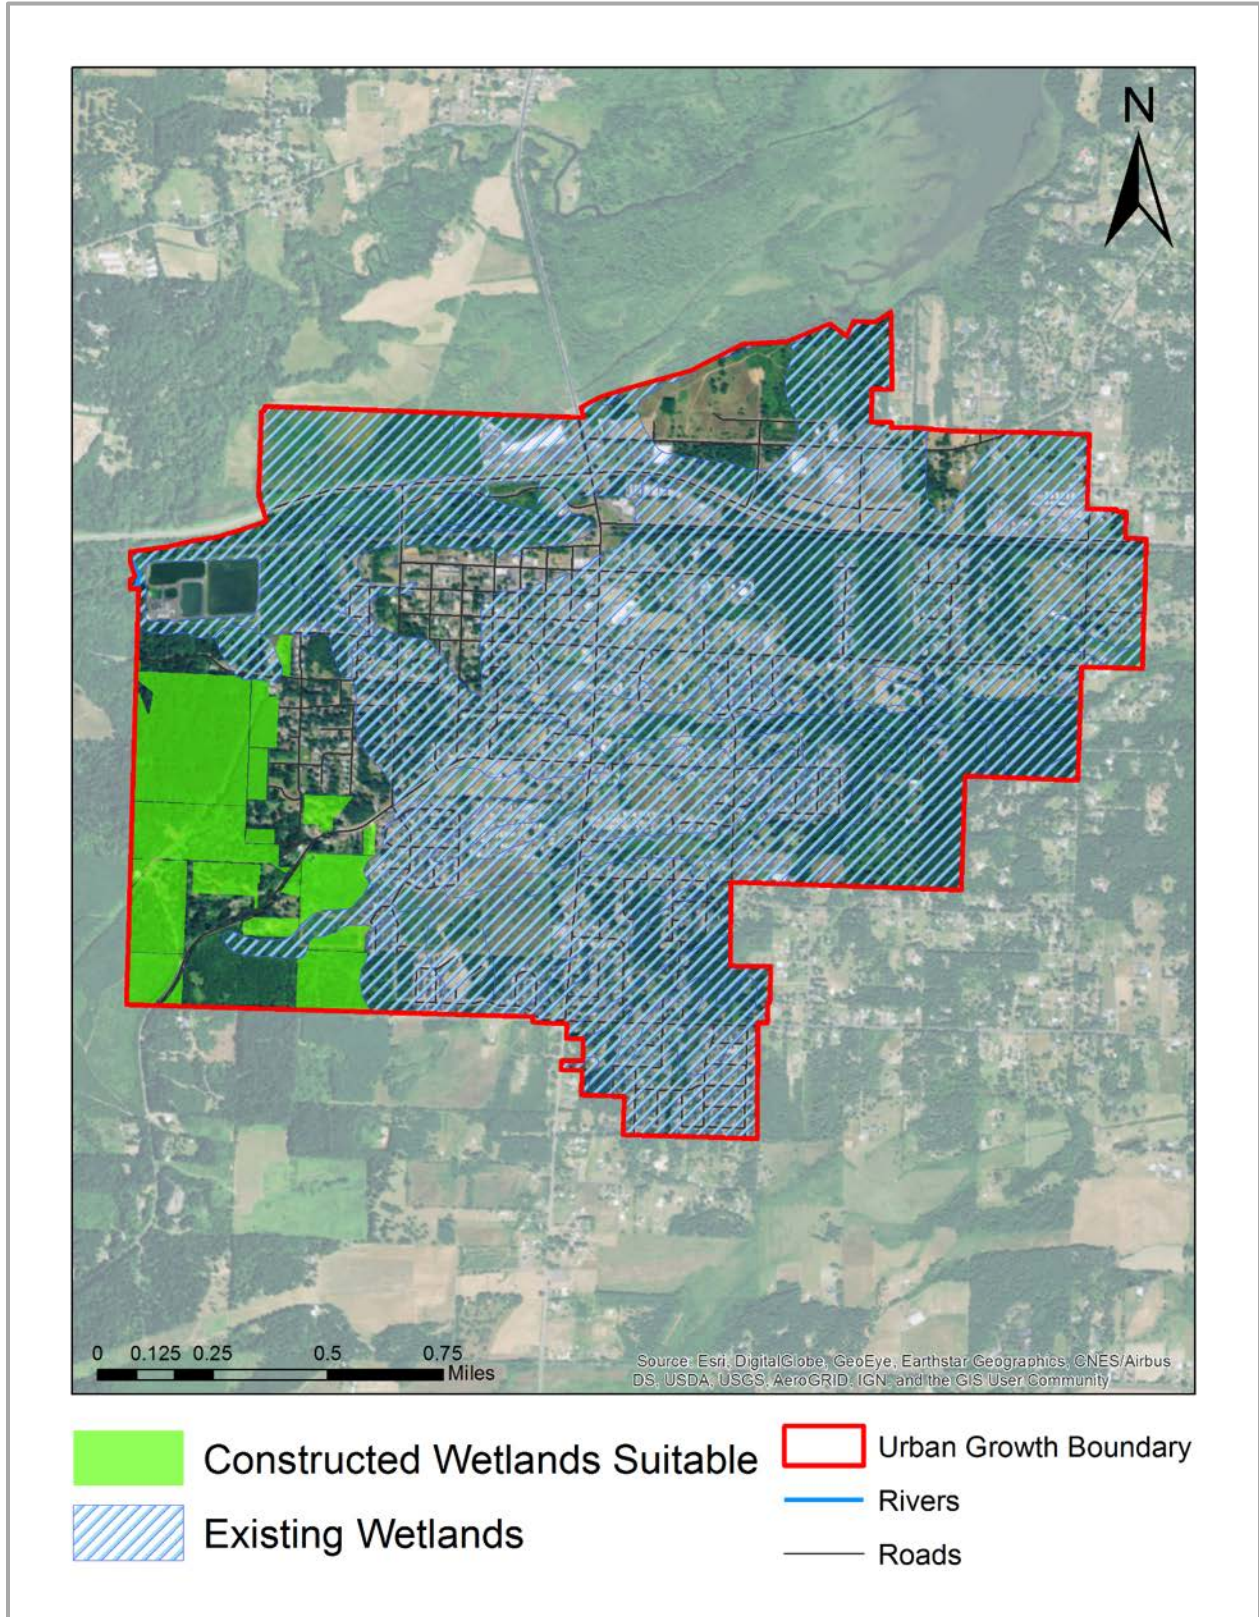 N
0 0.125 0.25 0.5 0.75
Miles
Source: Esri, DigitalGlobe, GeoEye, Earthstar Geographics, CNES/Airbus
DS, USDA, USGS, AeroGRID, IGN, and the GIS User Community
Constructed Wetlands Suitable
Existing Wetlands
Urban Growth Boundary
Rivers
Roads